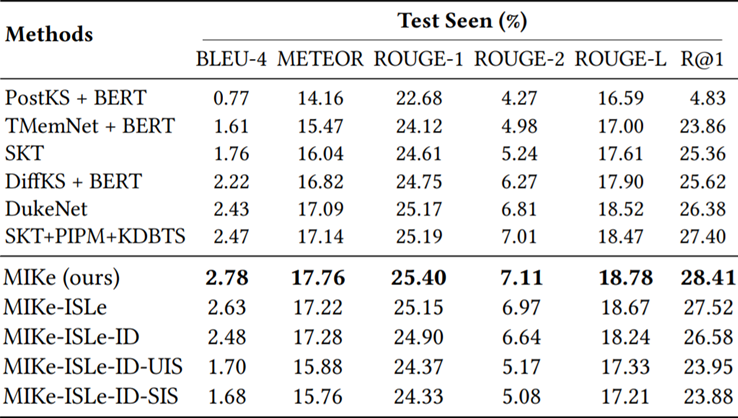 Methods Test Seen (%)
BLEU-4 METEOR ROUGE-1 ROUGE-2 ROUGE-L R@1
PostKS + BERT 0.77 14.16 22.68 4.27 16.59 4.83
TMemNet + BERT 1.61 15.47 24.12 4.98 17.00 23.86
SKT 1.76 16.04 24.61 5.24 17.61 25.36
DiffKS + BERT 2.22 16.82 24.75 6.27 17.90 25.62
DukeNet 2.43 17.09 25.17 6.81 18.52 26.38
SKT+PIPM+KDBTS 2.47 17.14 25.19 7.01 18.47 27.40
MIKe (ours) 2.78 17.76 25.40 7.11 18.78 28.41
MIKe-ISLe 2.63 17.22 25.15 6.97 18.67 27.52
MIKe-ISLe-ID 2.48 17.28 24.90 6.64 18.24 26.58
MIKe-ISLe-ID-UIS 1.70 15.88 24.37 5.17 17.33 23.95
MIKe-ISLe-ID-SIS 1.68 15.76 24.33 5.08 17.21 23.88